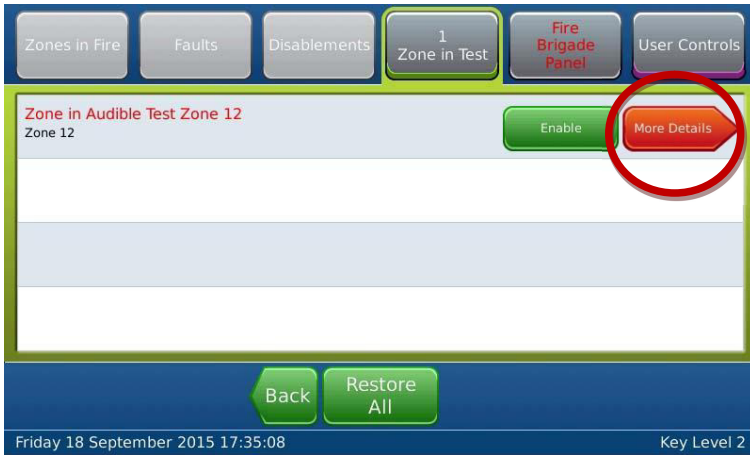 Zones in Fire
Faults
Disablements
1
Zone in Test
Fire
Brigade
Panel
User Controls
Zone in Audible Test Zone 12
Zone 12
Enable
More Details
Back
Restore
All
Friday 18 September 2015 17:35:08
Key Level 2